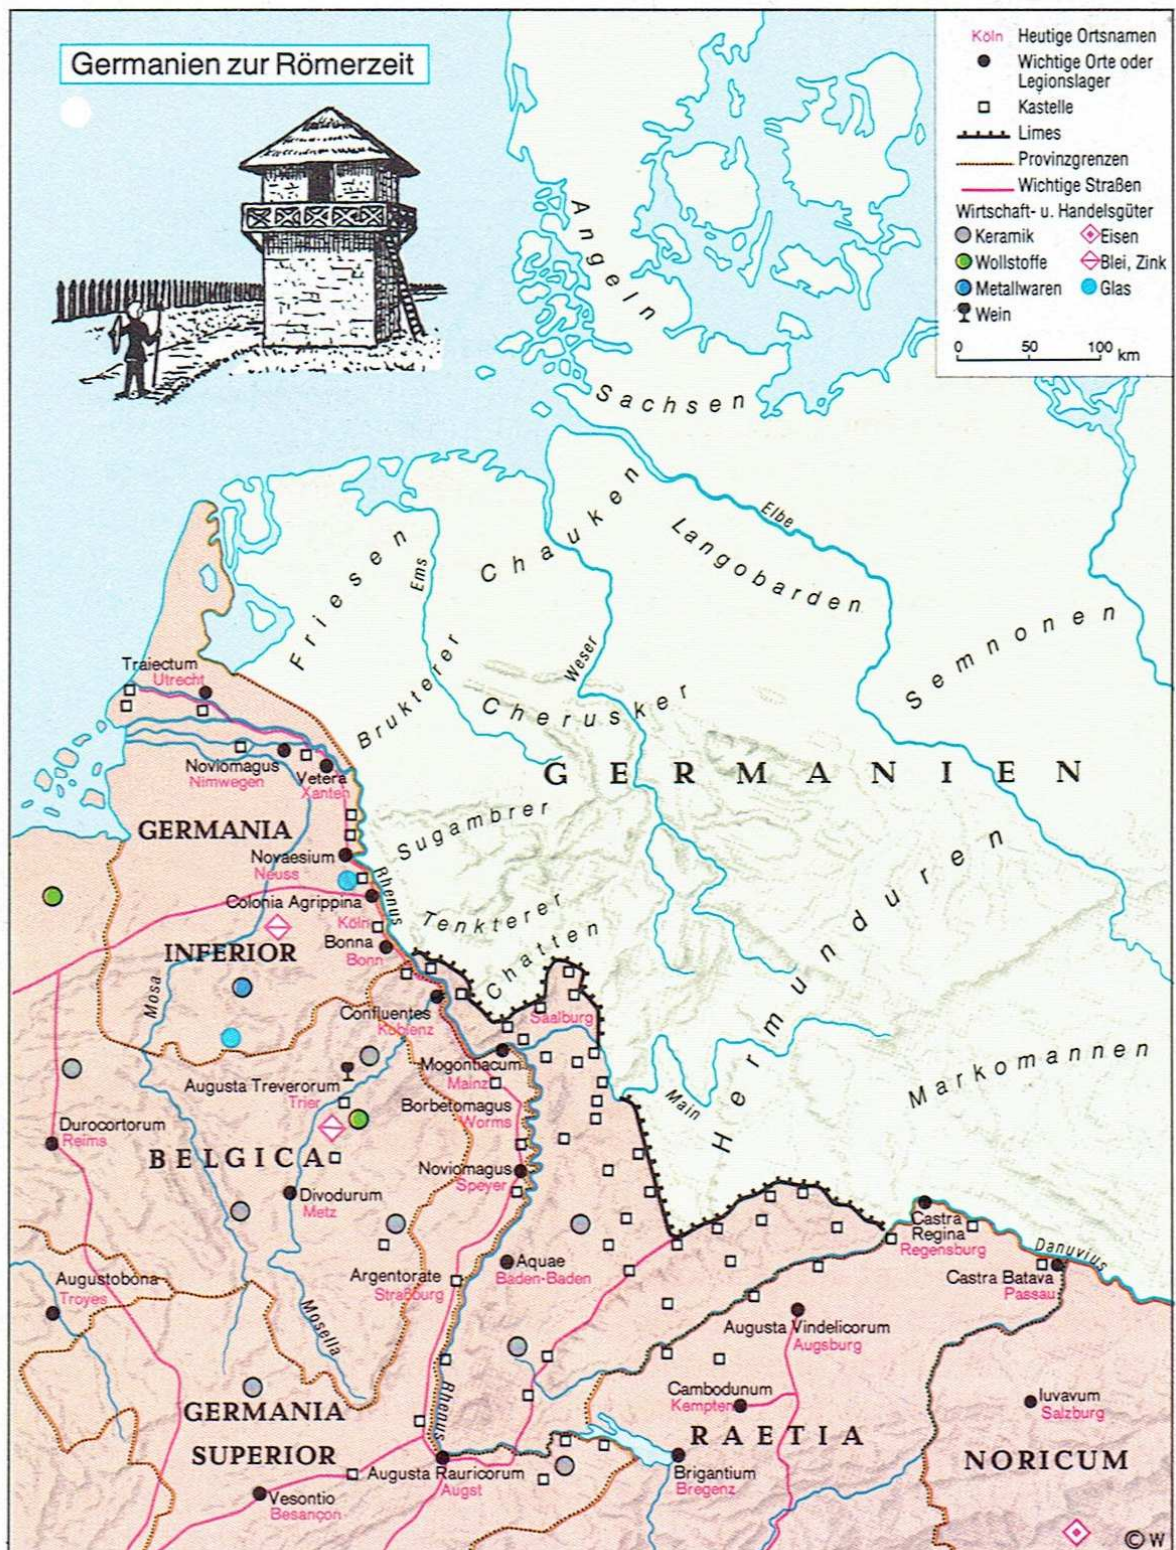 Germanien zur Römerzeit
Köln Heutige Ortsnamen
Wichtige Orte oder
Legionslager
Kastelle
Limes
Provinzgrenzen
Wichtige Straßen
Wirtschaft- u. Handelsgüter
Keramik
Eisen
Wollstoffe
Blei, Zink
Metallwaren
Glas
Wein
0 50 100 km
Angeln
Sachsen
Elbe
Chauken
Langobarden
Friesen
Ems
Weser
Semnonen
Brukterer
Cherusker
Traiectum
Utrecht
Noviomagus
Nimwegen
Vetera
Xanten
GERMANIEN
GERMANIA
INFERIOR
Sugambrer
Novaesium
Neuss
Rhenus
Colonia Agrippina
Köln
Tenkterer
Bonna
Bonn
Chatten
Hermunduren
Mosa
Confluentes
Koblenz
Saalburg
Mogontiacum
Mainz
Augusta Treverorum
Trier
Borbetomagus
Worms
Main
Markomannen
Durocortorum
Reims
BELGICA
Noviomagus
Speyer
Divodurum
Metz
Castra
Regina
Regensburg
Danuvius
Castra Batava
Passau
Aquae
Baden-Baden
Argentorate
Straßburg
Augustobona
Troyes
Mosella
Augusta Vindelicorum
Augsburg
Cambodunum
Kempten
Iuvavum
Salzburg
GERMANIA
SUPERIOR
Rhenus
RAETIA
NORICUM
Augusta Rauricorum
Augst
Brigantium
Bregenz
Vesontio
Besançon
© W